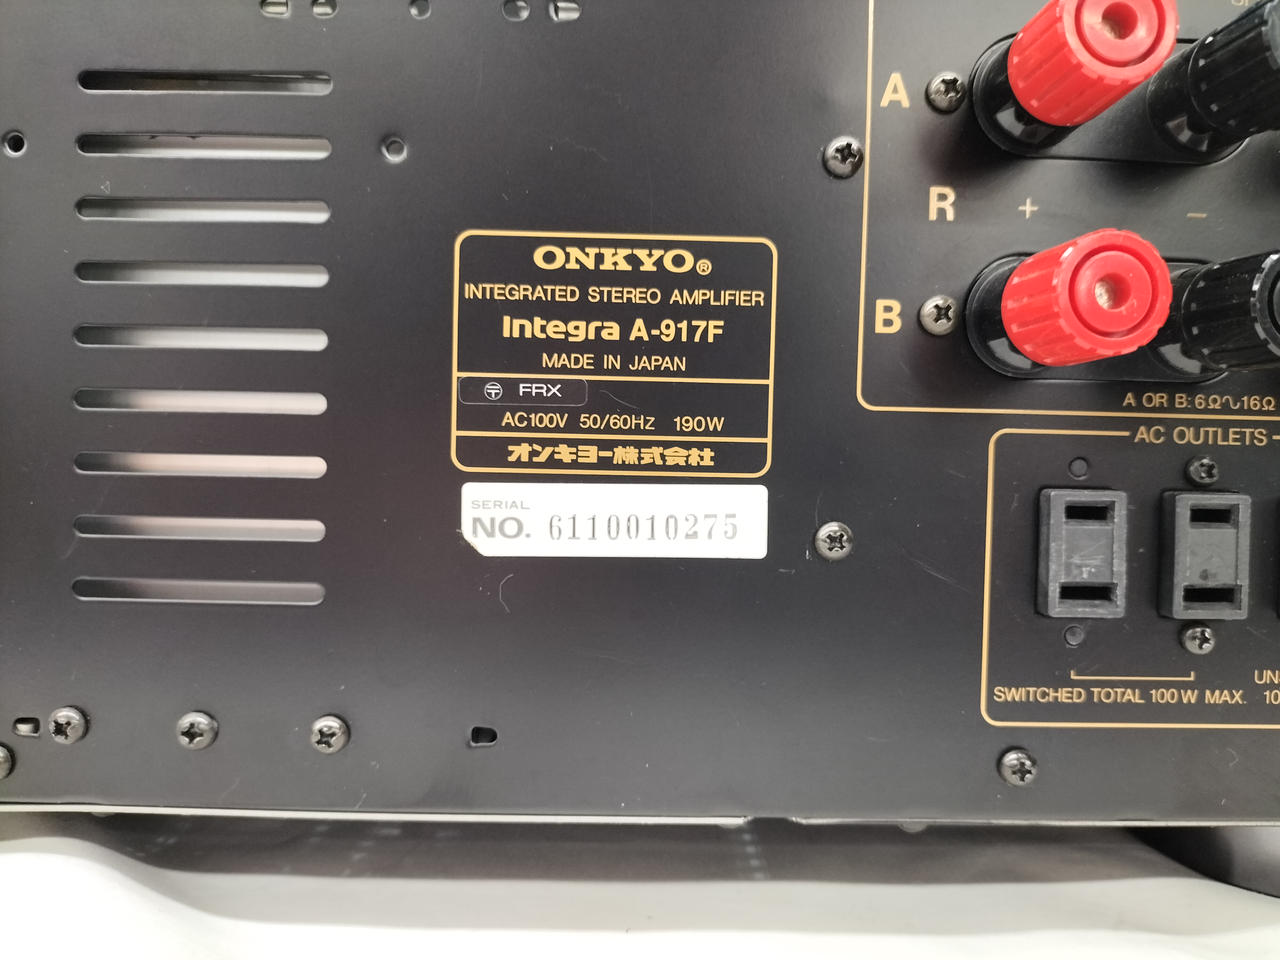 A
R + −
B
A OR B: 6Ω∿16Ω
ONKYO®
INTEGRATED STEREO AMPLIFIER
Integra A-917F
MADE IN JAPAN
〒 FRX
AC100V 50/60Hz 190W
オンキヨー株式会社
SERIAL
NO. 6110010275
AC OUTLETS
SWITCHED TOTAL 100W MAX.